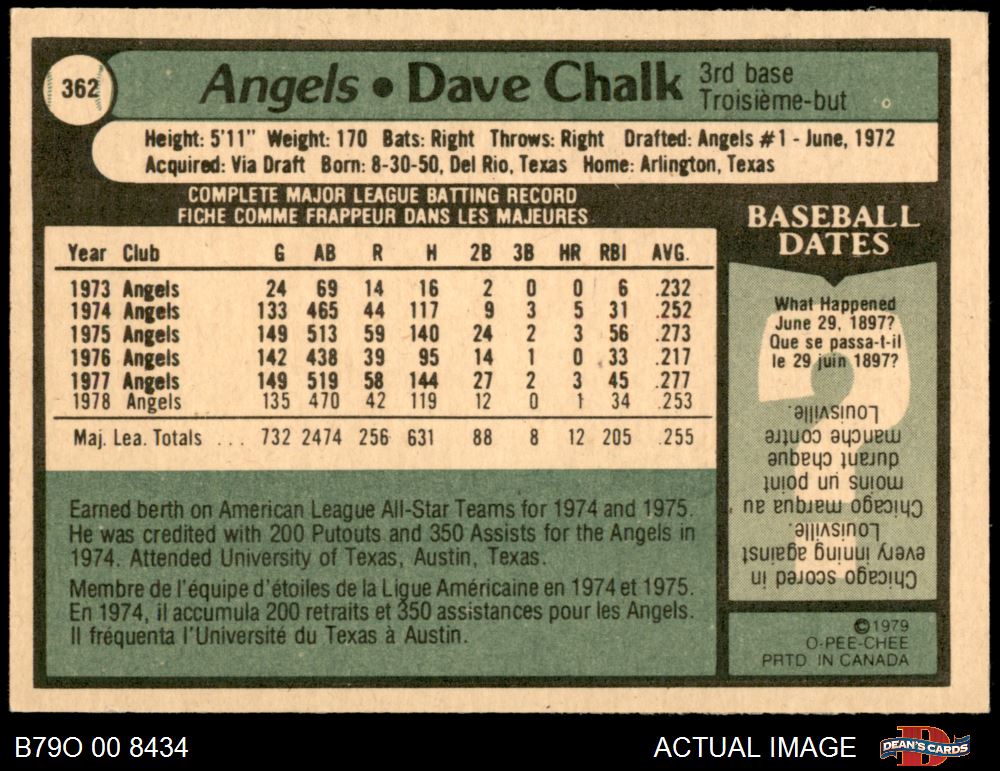 362
Angels • Dave Chalk
3rd base
Troisième-but
Height: 5'11" Weight: 170 Bats: Right Throws: Right Drafted: Angels #1 - June, 1972
Acquired: Via Draft Born: 8-30-50, Del Rio, Texas Home: Arlington, Texas
COMPLETE MAJOR LEAGUE BATTING RECORD
FICHE COMME FRAPPEUR DANS LES MAJEURES
Year Club G AB R H 2B 3B HR RBI AVG.
1973 Angels 24 69 14 16 2 0 0 6 .232
1974 Angels 133 465 44 117 9 3 5 31 .252
1975 Angels 149 513 59 140 24 2 3 56 .273
1976 Angels 142 438 39 95 14 1 0 33 .217
1977 Angels 149 519 58 144 27 2 3 45 .277
1978 Angels 135 470 42 119 12 0 1 34 .253
Maj. Lea. Totals ... 732 2474 256 631 88 8 12 205 .255
Earned berth on American League All-Star Teams for 1974 and 1975.
He was credited with 200 Putouts and 350 Assists for the Angels in
1974. Attended University of Texas, Austin, Texas.
Membre de l'équipe d'étoiles de la Ligue Américaine en 1974 et 1975.
En 1974, il accumula 200 retraits et 350 assistances pour les Angels.
Il fréquenta l'Université du Texas à Austin.
BASEBALL
DATES
What Happened
June 29, 1897?
Que se passa-t-il
le 29 juin 1897?
Chicago scored in
every inning against
Louisville.
Chicago marqua au
moins un point
durant chaque
manche contre
Louisville.
©1979
O-PEE-CHEE
PRTD. IN CANADA
B79O 00 8434
ACTUAL IMAGE
DEAN'S CARDS